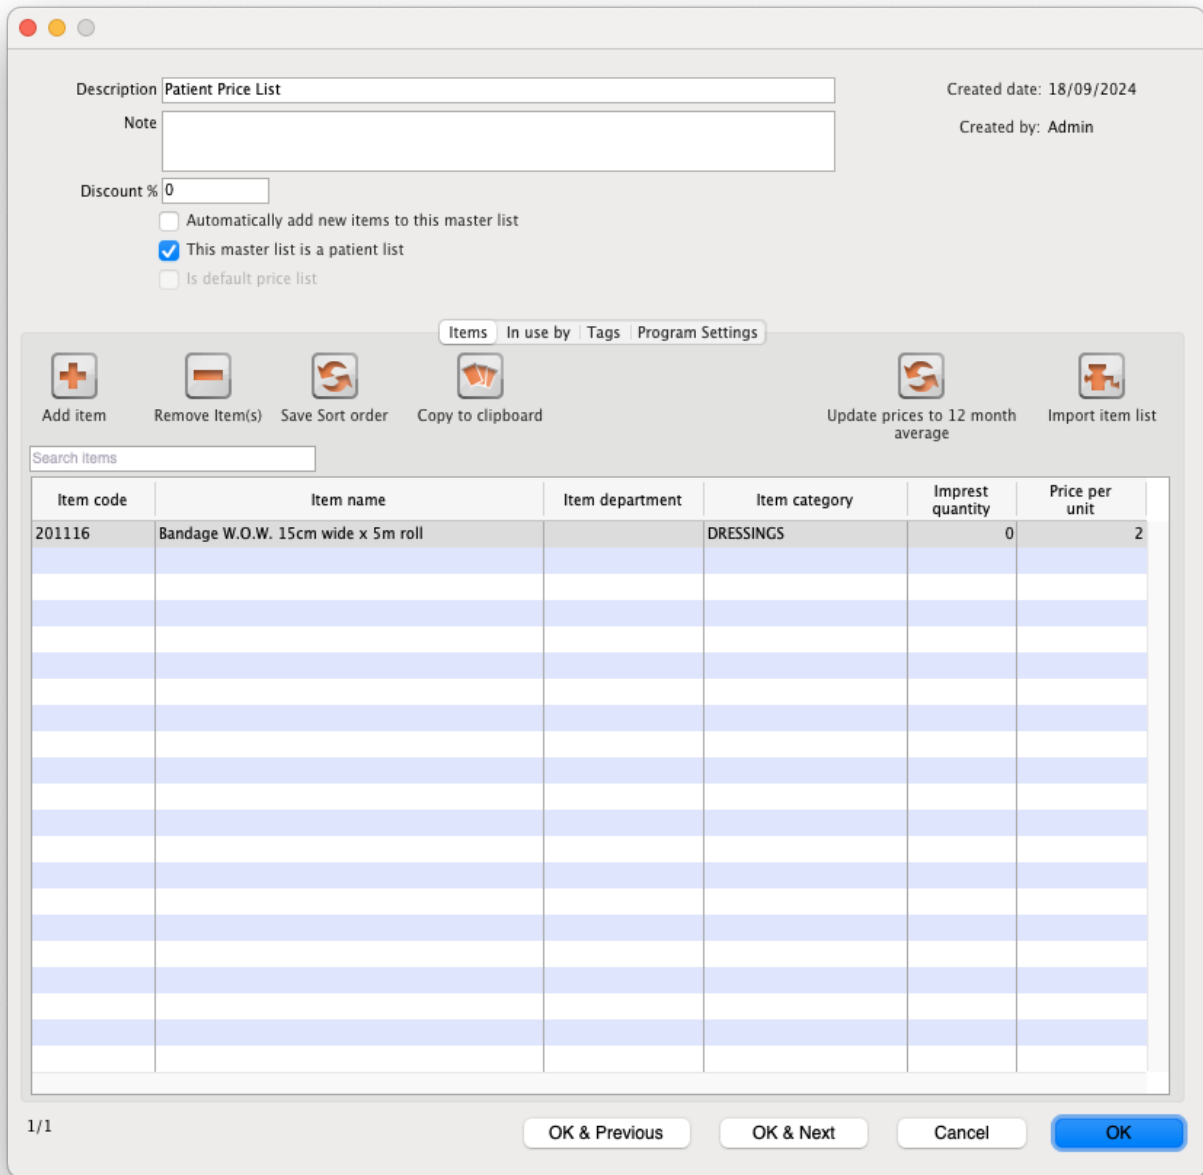 Description Patient Price List
Created date: 18/09/2024
Note
Created by: Admin
Discount % 0
Automatically add new items to this master list
This master list is a patient list
Is default price list
Items In use by Tags Program Settings
Add item Remove Item(s) Save Sort order Copy to clipboard Update prices to 12 month average Import item list
Search items
Item code Item name Item department Item category Imprest quantity Price per unit
201116 Bandage W.O.W. 15cm wide x 5m roll DRESSINGS 0 2
1/1 OK & Previous OK & Next Cancel OK